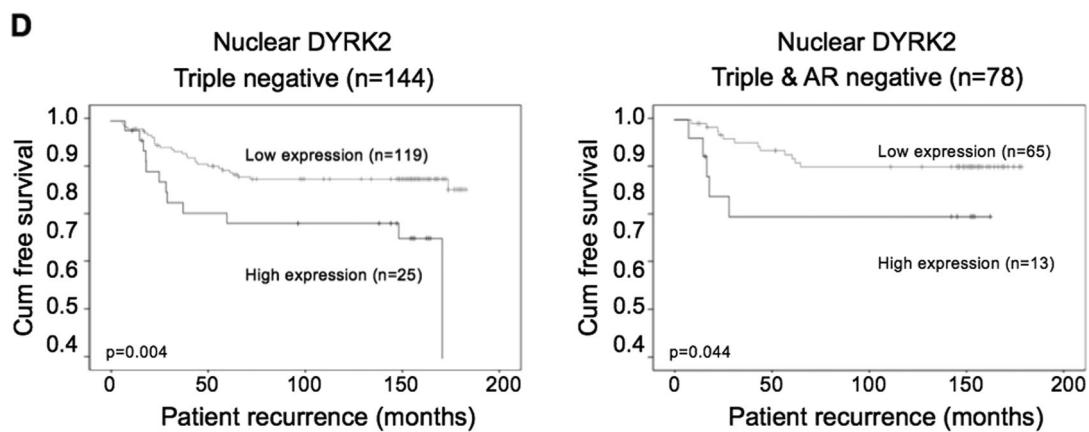 D
Nuclear DYRK2
Triple negative (n=144)
Cum free survival
1.0
0.9
0.8
0.7
0.6
0.5
0.4
Low expression (n=119)
High expression (n=25)
p=0.004
0 50 100 150 200
Patient recurrence (months)
Nuclear DYRK2
Triple & AR negative (n=78)
Cum free survival
1.0
0.9
0.8
0.7
0.6
0.5
0.4
Low expression (n=65)
High expression (n=13)
p=0.044
0 50 100 150 200
Patient recurrence (months)